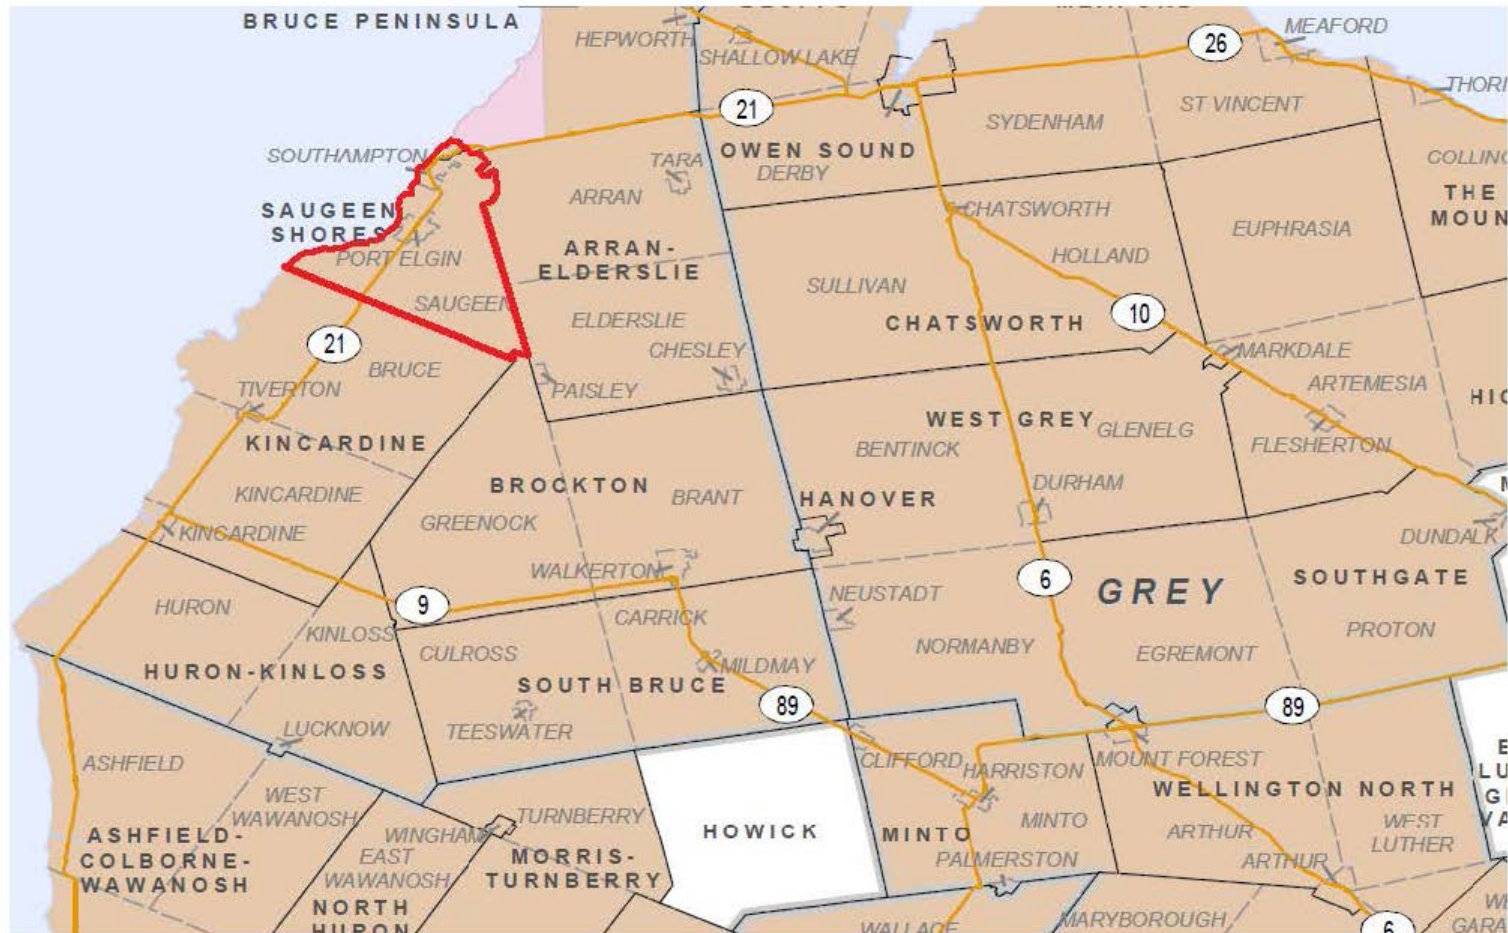 BRUCE PENINSULA
HEPWORTH
SHALLOW LAKE
26
MEAFORD
21
ST VINCENT
SYDENHAM
SOUTHAMPTON
OWEN SOUND
TARA
DERBY
ARRAN
SAUGEEN
SHORES
CHATSWORTH
EUPHRASIA
THE
PORT ELGIN
ARRAN-
ELDERSLIE
HOLLAND
SULLIVAN
SAUGEEN
ELDERSLIE
CHATSWORTH
10
21
CHESLEY
MARKDALE
BRUCE
PAISLEY
ARTEMESIA
TIVERTON
WEST GREY
GLENELG
KINCARDINE
BENTINCK
FLESHERTON
BROCKTON
BRANT
HANOVER
DURHAM
KINCARDINE
GREENOCK
KINCARDINE
DUNDALK
WALKERTON
6
GREY
SOUTHGATE
9
NEUSTADT
HURON
CARRICK
KINLOSS
PROTON
CULROSS
NORMANBY
EGREMONT
HURON-KINLOSS
MILDMAY
SOUTH BRUCE
89
89
LUCKNOW
TEESWATER
ASHFIELD
CLIFFORD
HARRISTON
MOUNT FOREST
WELLINGTON NORTH
WEST
WAWANOSH
TURNBERRY
MINTO
WEST
LUTHER
ASHFIELD-
COLBORNE-
WAWANOSH
WINGHAM
HOWICK
MINTO
ARTHUR
EAST
WAWANOSH
MORRIS-
TURNBERRY
PALMERSTON
ARTHUR
NORTH
HURON
WALLACE
MARYBOROUGH
6